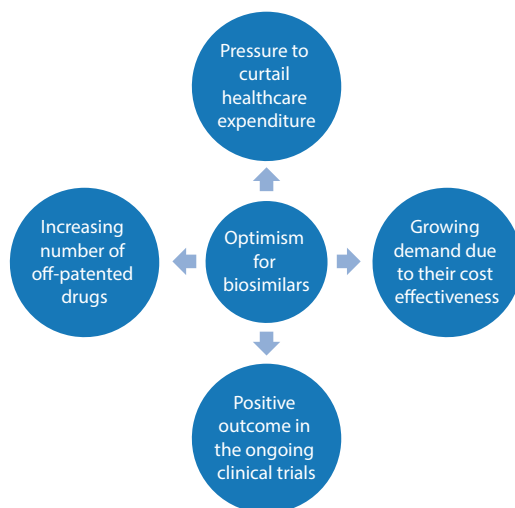 Pressure to
curtail
healthcare
expenditure
Increasing
number of
off-patented
drugs
Optimism
for
biosimilars
Growing
demand due
to their cost
effectiveness
Positive
outcome in
the ongoing
clinical trials